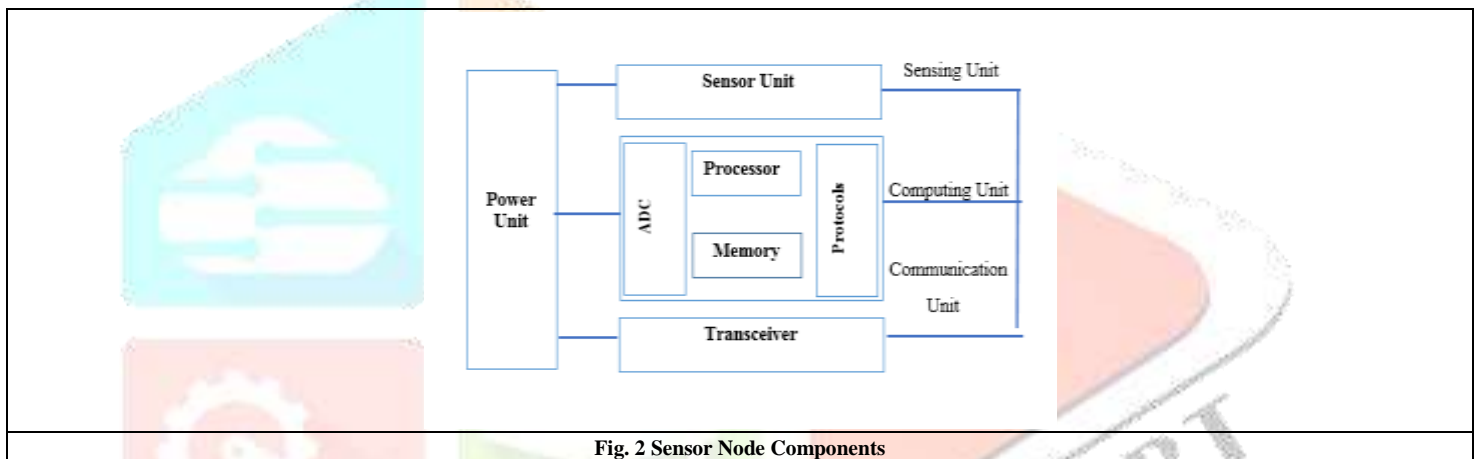 Sensor Unit
Sensing Unit
Power
Unit
ADC
Processor
Memory
Protocols
Computing Unit
Communication
Unit
Transceiver
Fig. 2 Sensor Node Components